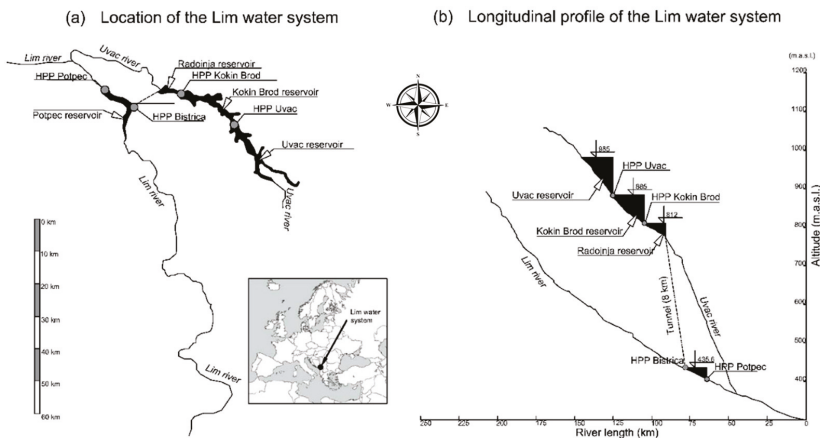 (a) Location of the Lim water system
Lim river
Uvac river
Radoinja reservoir
HPP Kokin Brod
HPP Potpec
Kokin Brod reservoir
HPP Uvac
Potpec reservoir
HPP Bistrica
Uvac reservoir
Lim river
Uvac river
0 km
10 km
20 km
30 km
40 km
50 km
60 km
Lim water
system
Lim river
N
W
E
S
(b) Longitudinal profile of the Lim water system
(m.a.s.l.)
1200
1100
1000
900
800
700
600
500
400
Altitude (m.a.s.l.)
985
HPP Uvac
Uvac reservoir
885
HPP Kokin Brod
Kokin Brod reservoir
812
Radoinja reservoir
Lim river
Tunnel (8 km)
Uvac river
HPP Bistrica
435.6
HPP Potpec
250
200
175
150
125
100
75
50
25
0
River length (km)